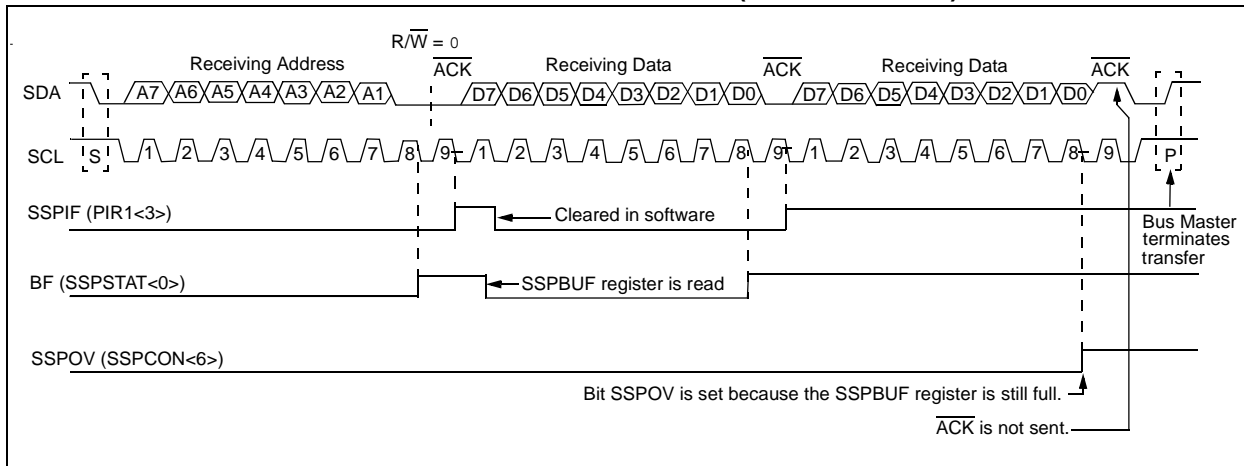 R/W = 0
Receiving Address ACK Receiving Data ACK Receiving Data ACK
SDA A7 A6 A5 A4 A3 A2 A1 D7 D6 D5 D4 D3 D2 D1 D0 D7 D6 D5 D4 D3 D2 D1 D0
SCL S 1 2 3 4 5 6 7 8 9 1 2 3 4 5 6 7 8 9 1 2 3 4 5 6 7 8 9 P
SSPIF (PIR1<3>) Cleared in software
Bus Master
terminates
transfer
BF (SSPSTAT<0>) SSPBUF register is read
SSPOV (SSPCON<6>)
Bit SSPOV is set because the SSPBUF register is still full.
ACK is not sent.